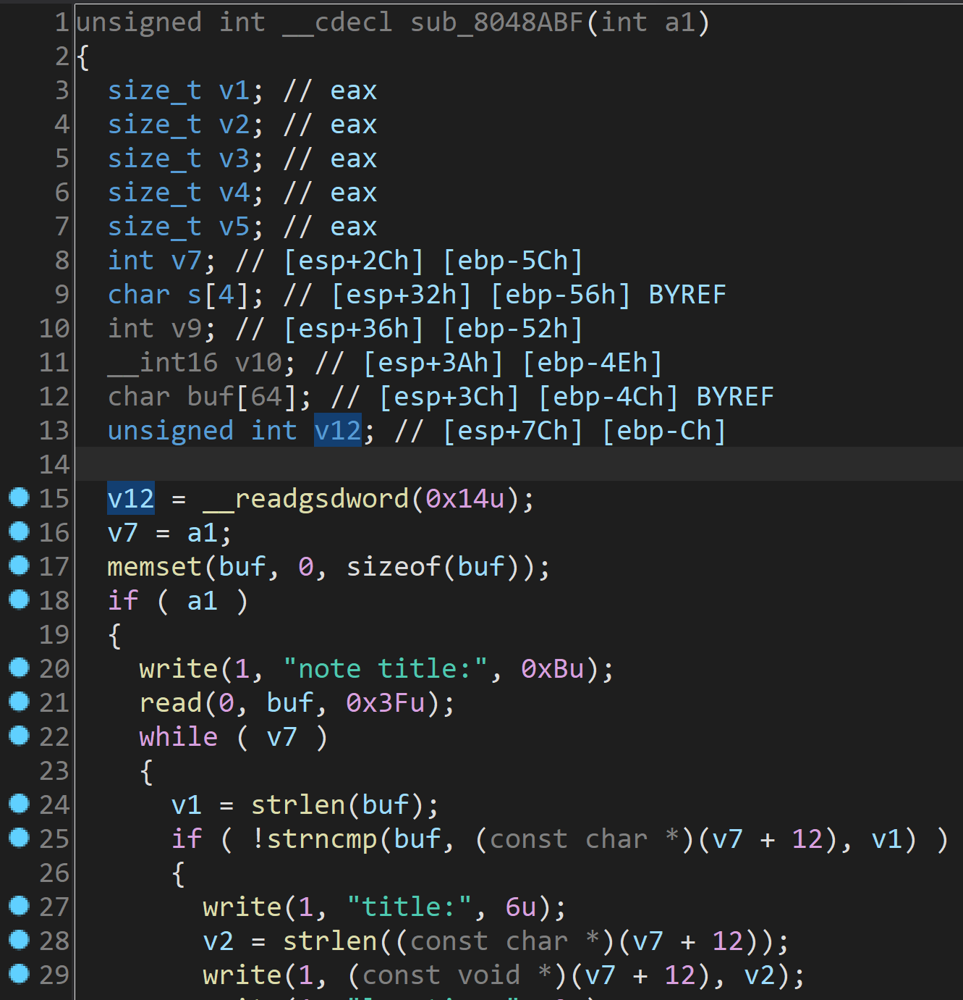 1 unsigned int __cdecl sub_8048ABF(int a1)
2 {
3 size_t v1; // eax
4 size_t v2; // eax
5 size_t v3; // eax
6 size_t v4; // eax
7 size_t v5; // eax
8 int v7; // [esp+2Ch] [ebp-5Ch]
9 char s[4]; // [esp+32h] [ebp-56h] BYREF
10 int v9; // [esp+36h] [ebp-52h]
11 __int16 v10; // [esp+3Ah] [ebp-4Eh]
12 char buf[64]; // [esp+3Ch] [ebp-4Ch] BYREF
13 unsigned int v12; // [esp+7Ch] [ebp-Ch]
14
15 v12 = __readgsdword(0x14u);
16 v7 = a1;
17 memset(buf, 0, sizeof(buf));
18 if ( a1 )
19 {
20 write(1, "note title:", 0xBu);
21 read(0, buf, 0x3Fu);
22 while ( v7 )
23 {
24 v1 = strlen(buf);
25 if ( !strncmp(buf, (const char *)(v7 + 12), v1) )
26 {
27 write(1, "title:", 6u);
28 v2 = strlen((const char *)(v7 + 12));
29 write(1, (const void *)(v7 + 12), v2);